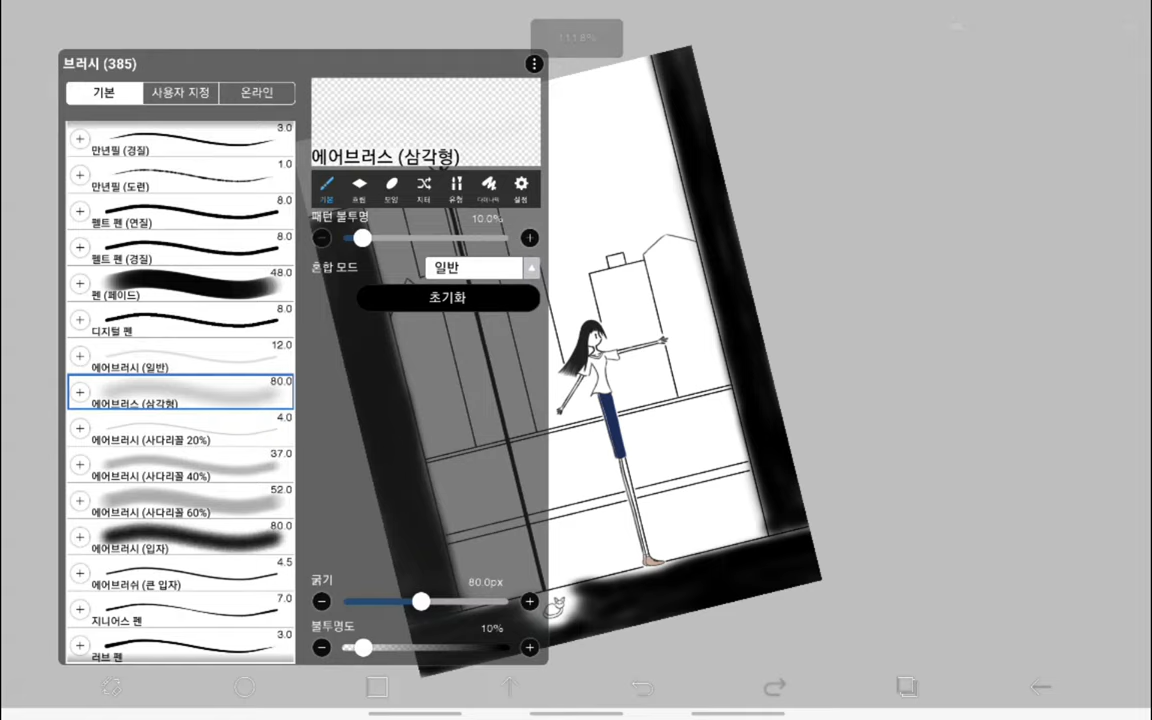 111.8%
브러시 (385)
기본
사용자 지정
온라인
3.0
만년필 (경질)
1.0
만년필 (도련)
8.0
펠트 펜 (연질)
8.0
펠트 펜 (경질)
48.0
펜 (페이드)
8.0
디지털 펜
12.0
에어브러시 (일반)
80.0
에어브러스 (삼각형)
4.0
에어브러시 (사다리꼴 20%)
37.0
에어브러시 (사다리꼴 40%)
52.0
에어브러시 (사다리꼴 60%)
80.0
에어브러시 (입자)
4.5
에어브러쉬 (큰 입자)
7.0
지니어스 펜
3.0
러브 펜
에어브러스 (삼각형)
기본
모양
지터
유형
설정
패턴 불투명
10.0%
혼합 모드
일반
초기화
굵기
80.0px
불투명도
10%